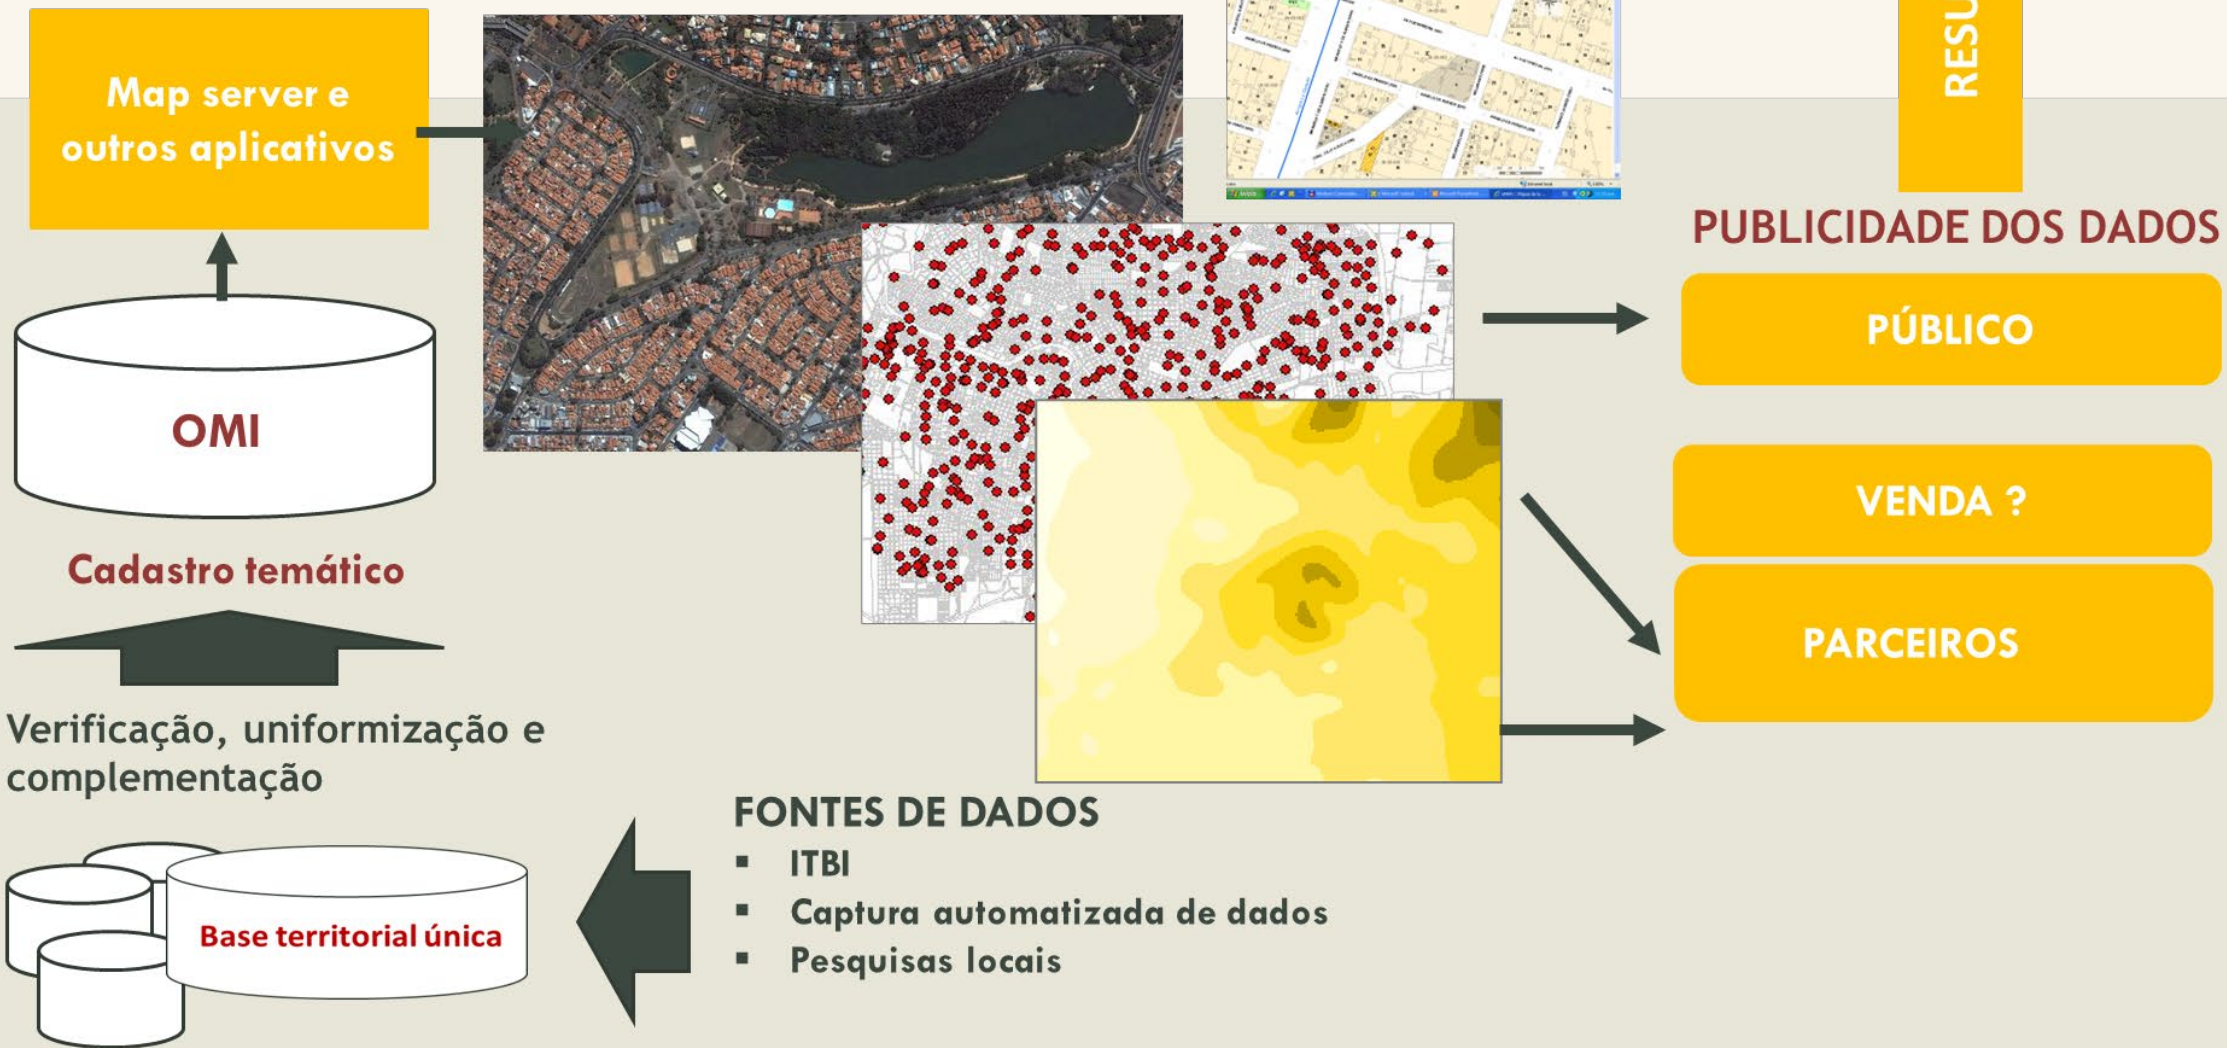 Map server e
outros aplicativos
OMI
Cadastro temático
Verificação, uniformização e
complementação
Base territorial única
FONTES DE DADOS
▪ ITBI
▪ Captura automatizada de dados
▪ Pesquisas locais
RESU
PUBLICIDADE DOS DADOS
PÚBLICO
VENDA ?
PARCEIROS